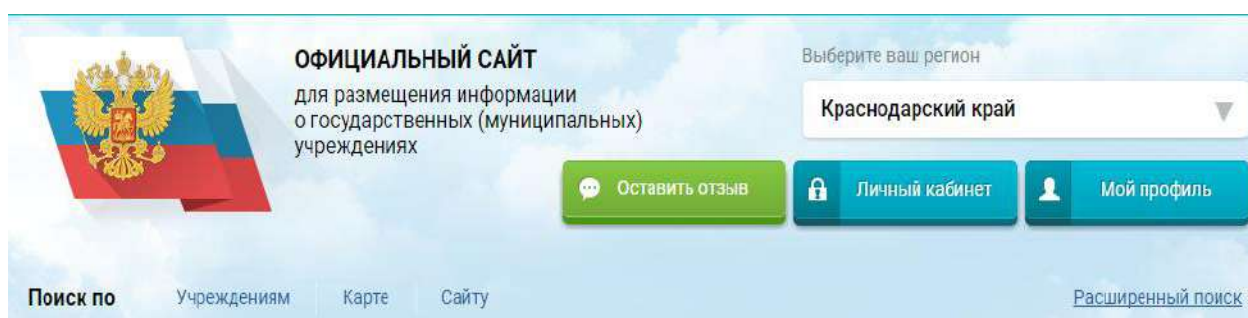 ОФИЦИАЛЬНЫЙ САЙТ
для размещения информации
о государственных (муниципальных)
учреждениях
Выберите ваш регион
Краснодарский край
Оставить отзыв
Личный кабинет
Мой профиль
Поиск по Учреждениям Карте Сайту Расширенный поиск